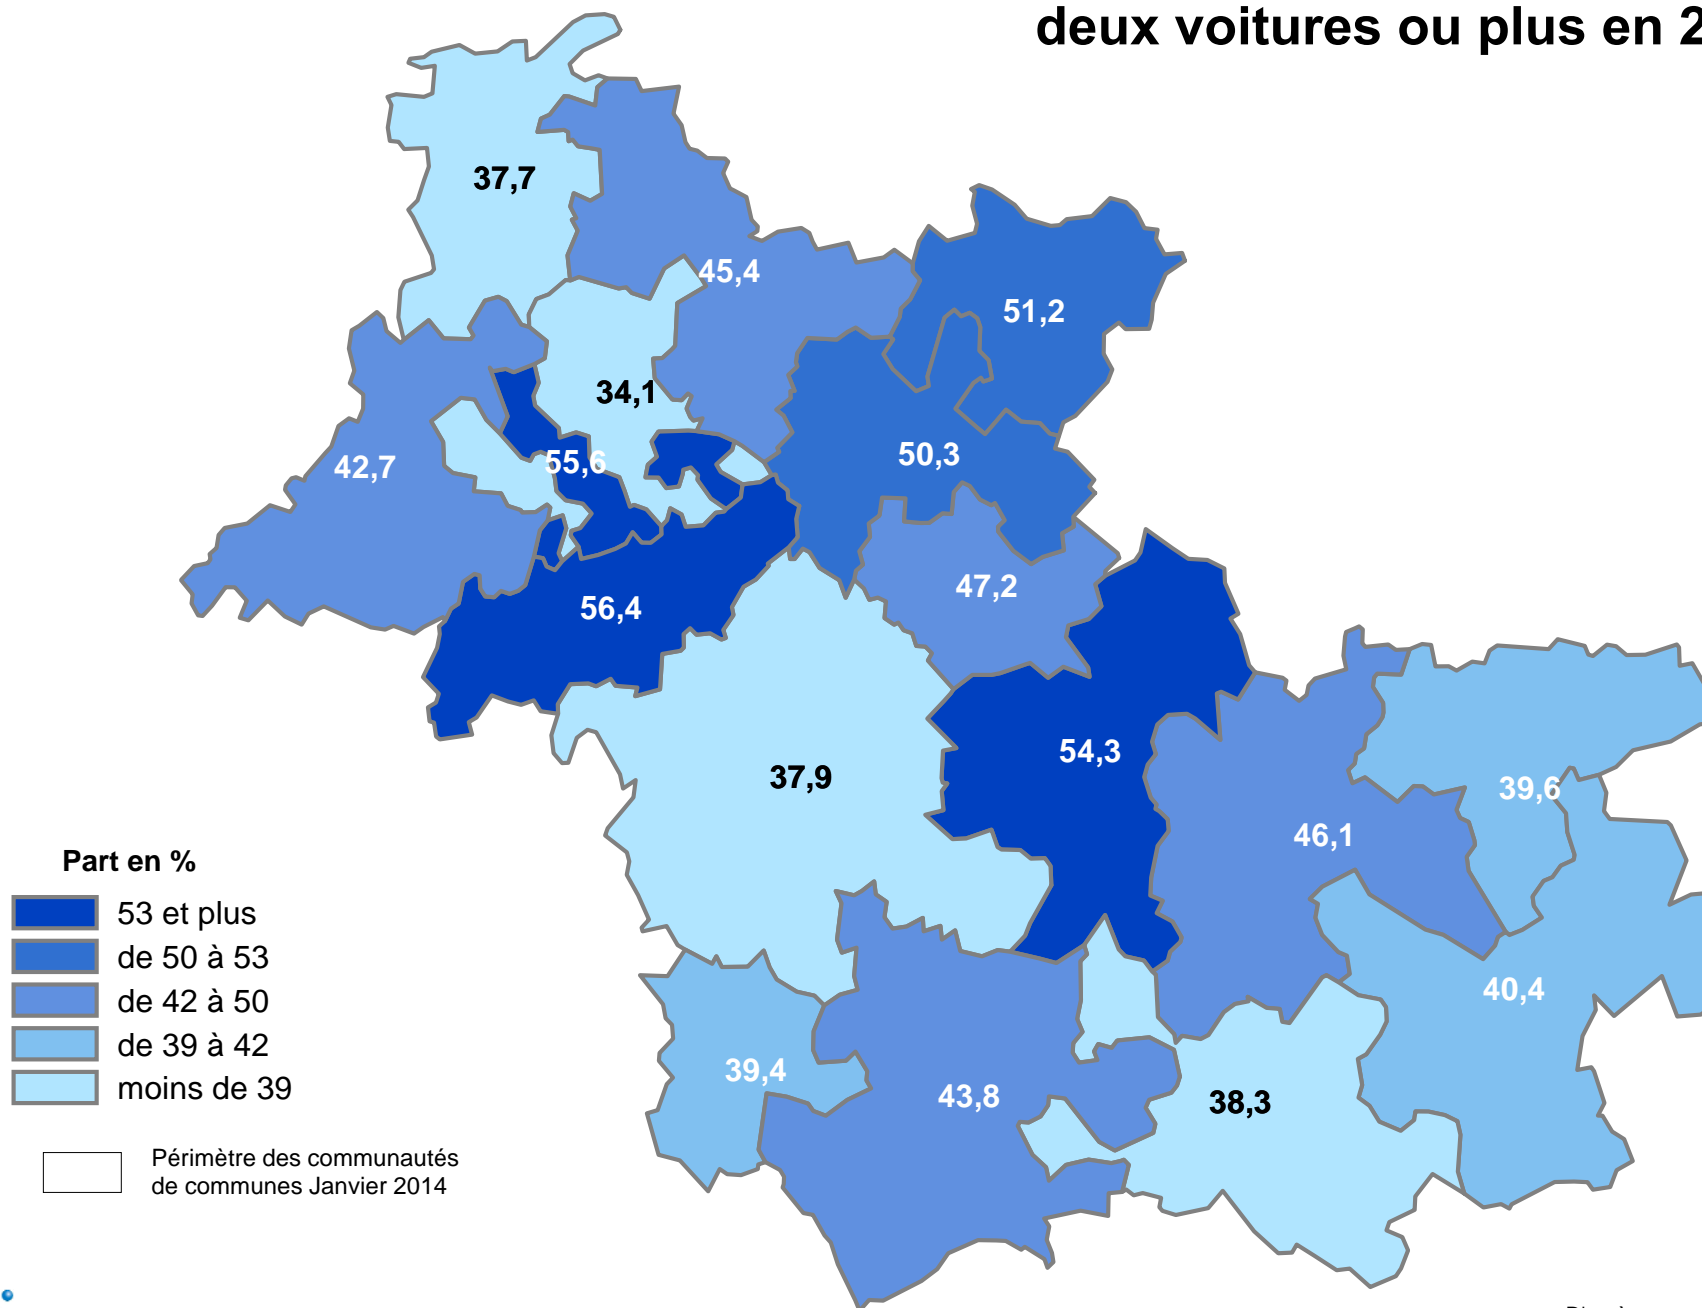 deux voitures ou plus en 2
37,7
45,4
51,2
34,1
50,3
42,7
55,6
47,2
56,4
54,3
37,9
39,6
46,1
40,4
39,4
43,8
38,3
Part en %
53 et plus
de 50 à 53
de 42 à 50
de 39 à 42
moins de 39
Périmètre des communautés
de communes Janvier 2014